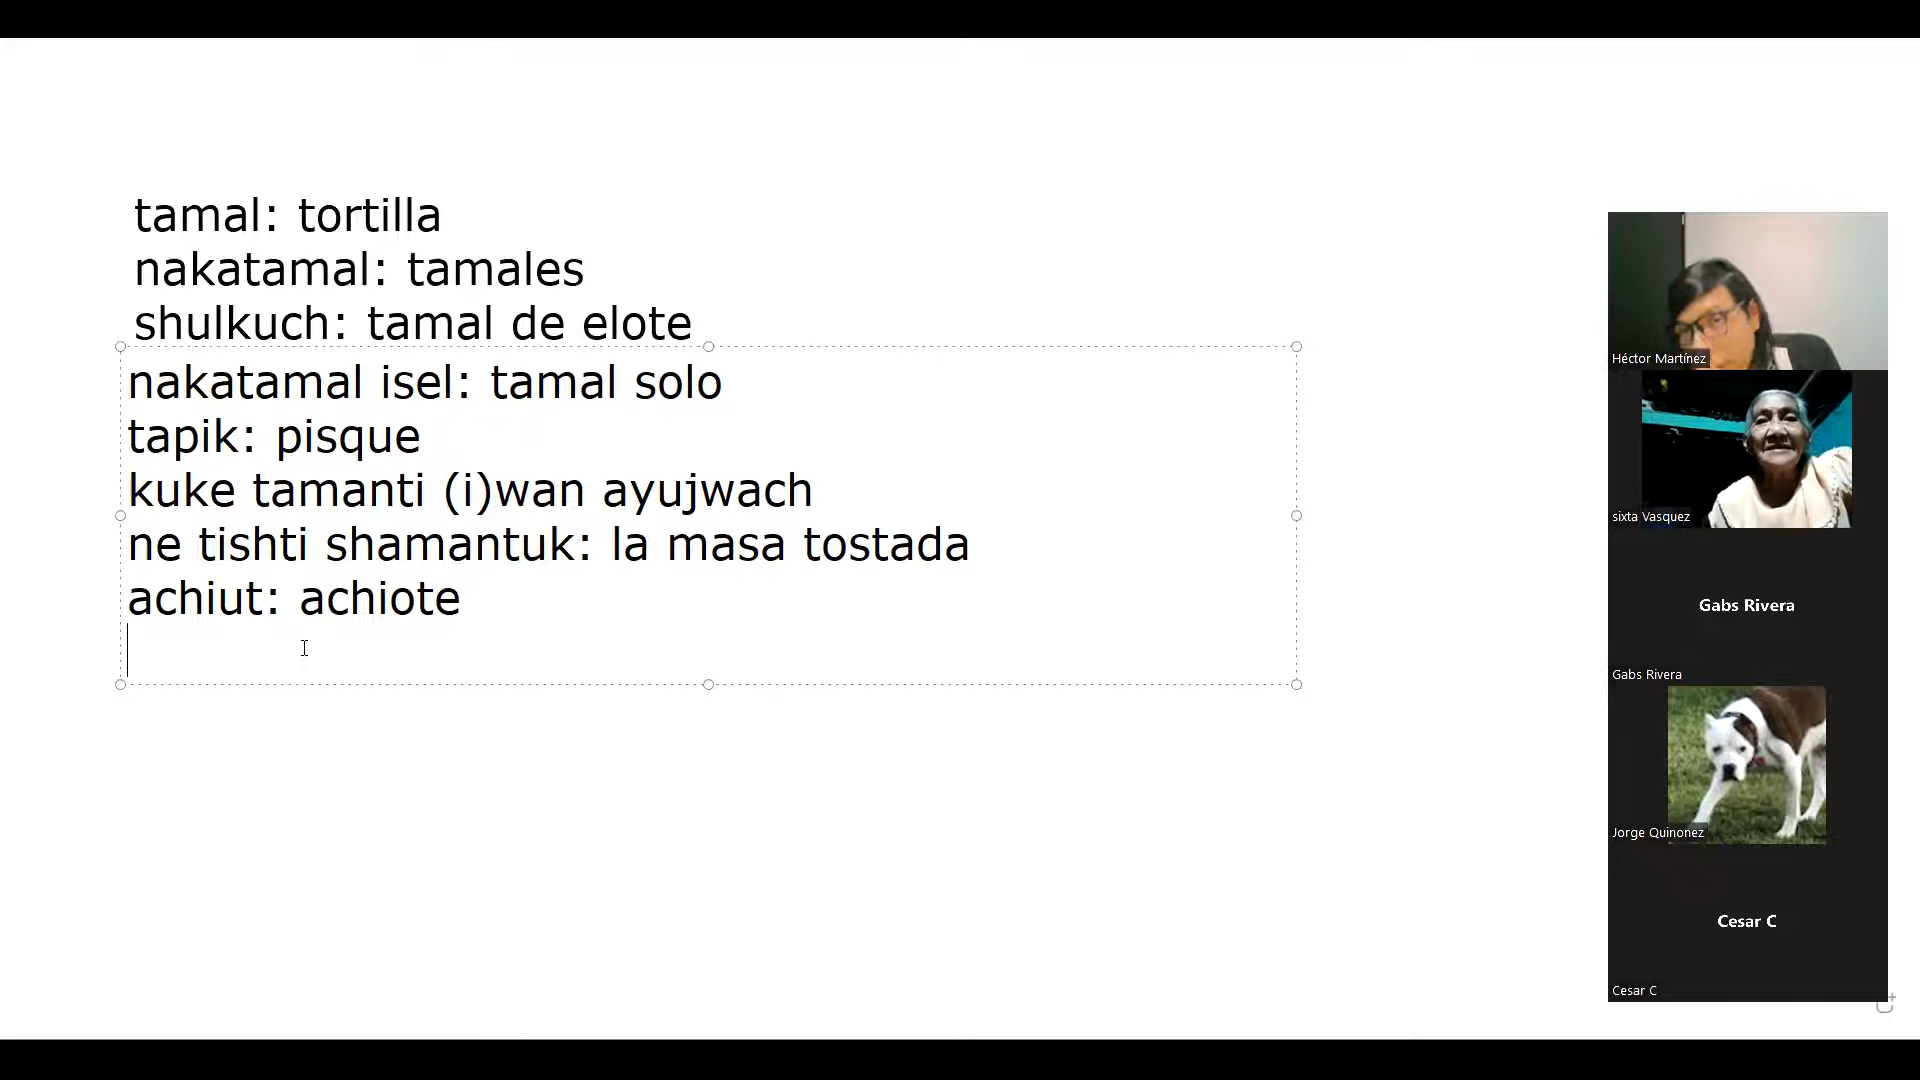 tamal: tortilla
nakatamal: tamales
shulkuch: tamal de elote
nakatamal isel: tamal solo
tapik: pisque
kuke tamanti (i)wan ayujwach
ne tishti shamantuk: la masa tostada
achiut: achiote
Héctor Martínez
sixta Vasquez
Gabs Rivera
Gabs Rivera
Jorge Quinonez
Cesar C
Cesar C